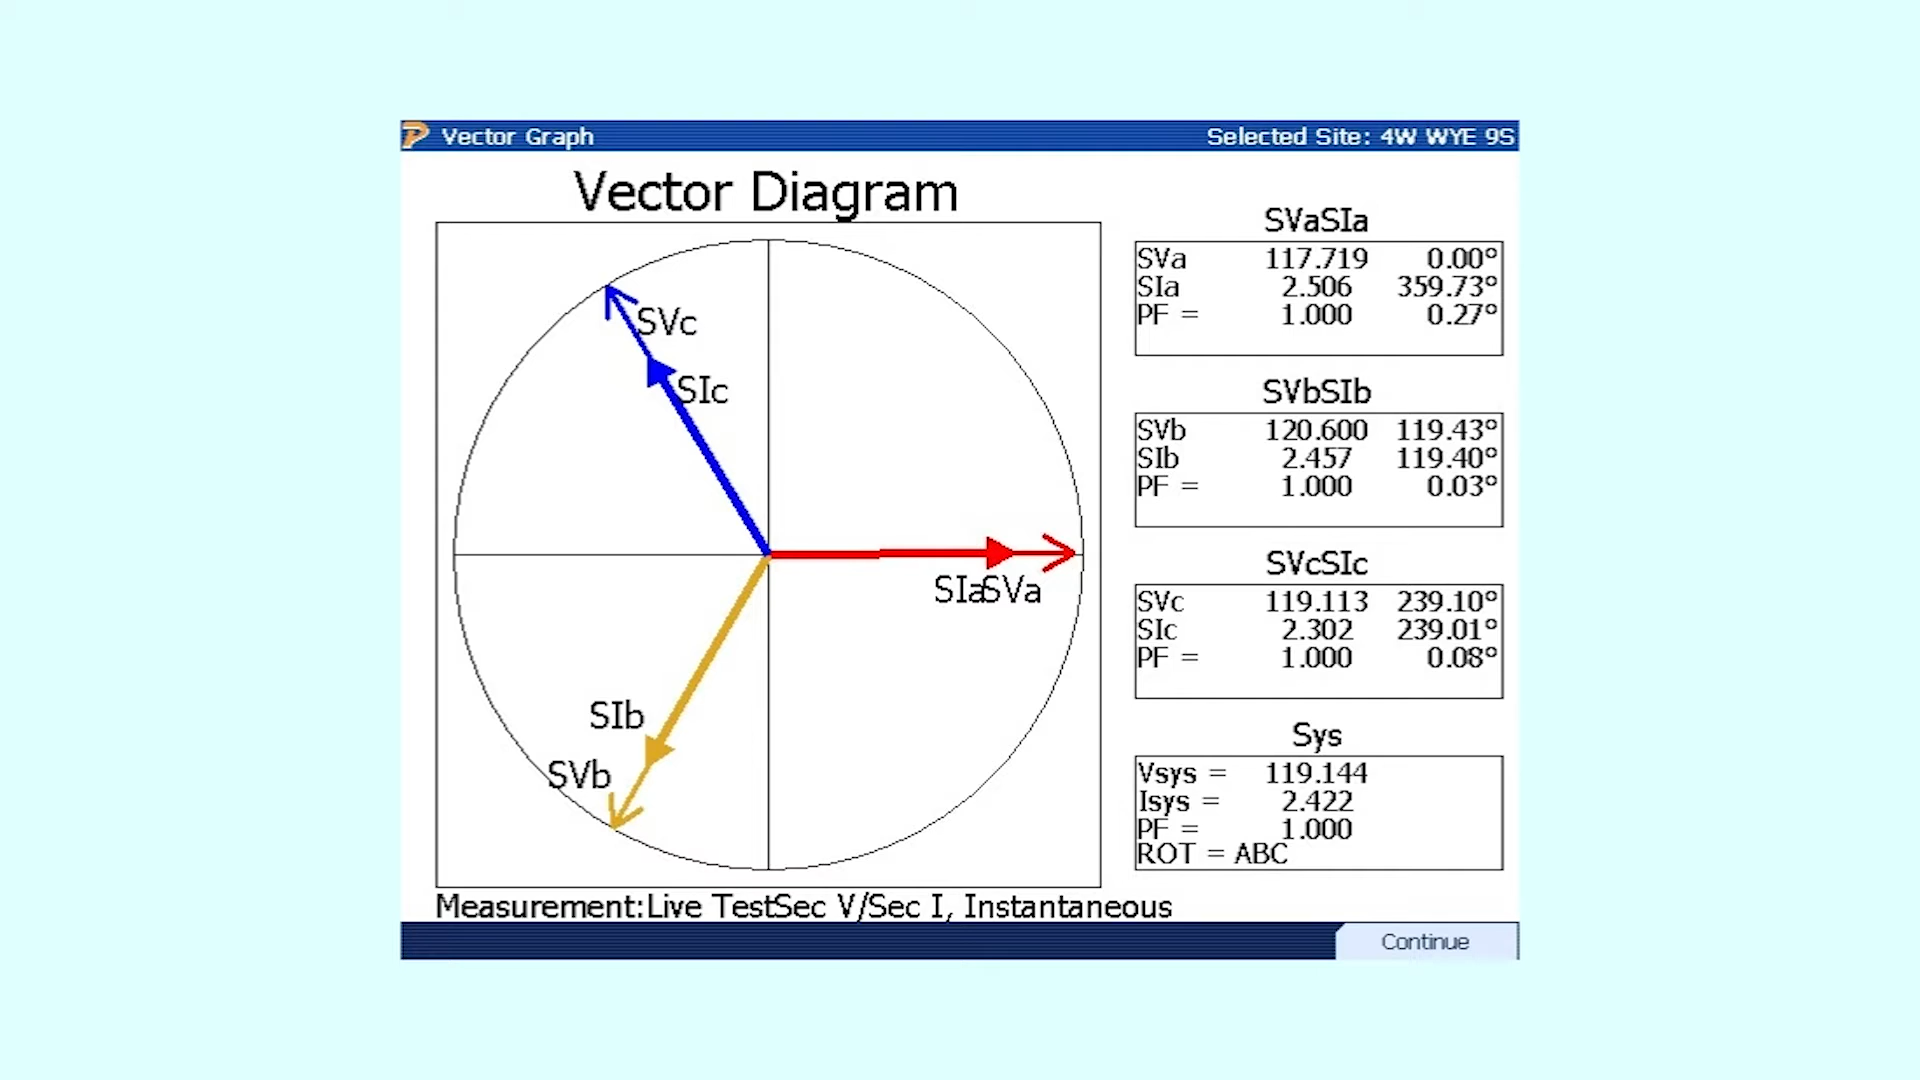 Vector Graph
Selected Site: 4W WYE 9S
Vector Diagram
SVc
SIc
SIaSVa
SIb
SVb
SVaSIa
SVa 117.719 0.00°
SIa 2.506 359.73°
PF = 1.000 0.27°
SVbSIb
SVb 120.600 119.43°
SIb 2.457 119.40°
PF = 1.000 0.03°
SVcSIc
SVc 119.113 239.10°
SIc 2.302 239.01°
PF = 1.000 0.08°
Sys
Vsys = 119.144
Isys = 2.422
PF = 1.000
ROT = ABC
Measurement:Live TestSec V/Sec I, Instantaneous
Continue